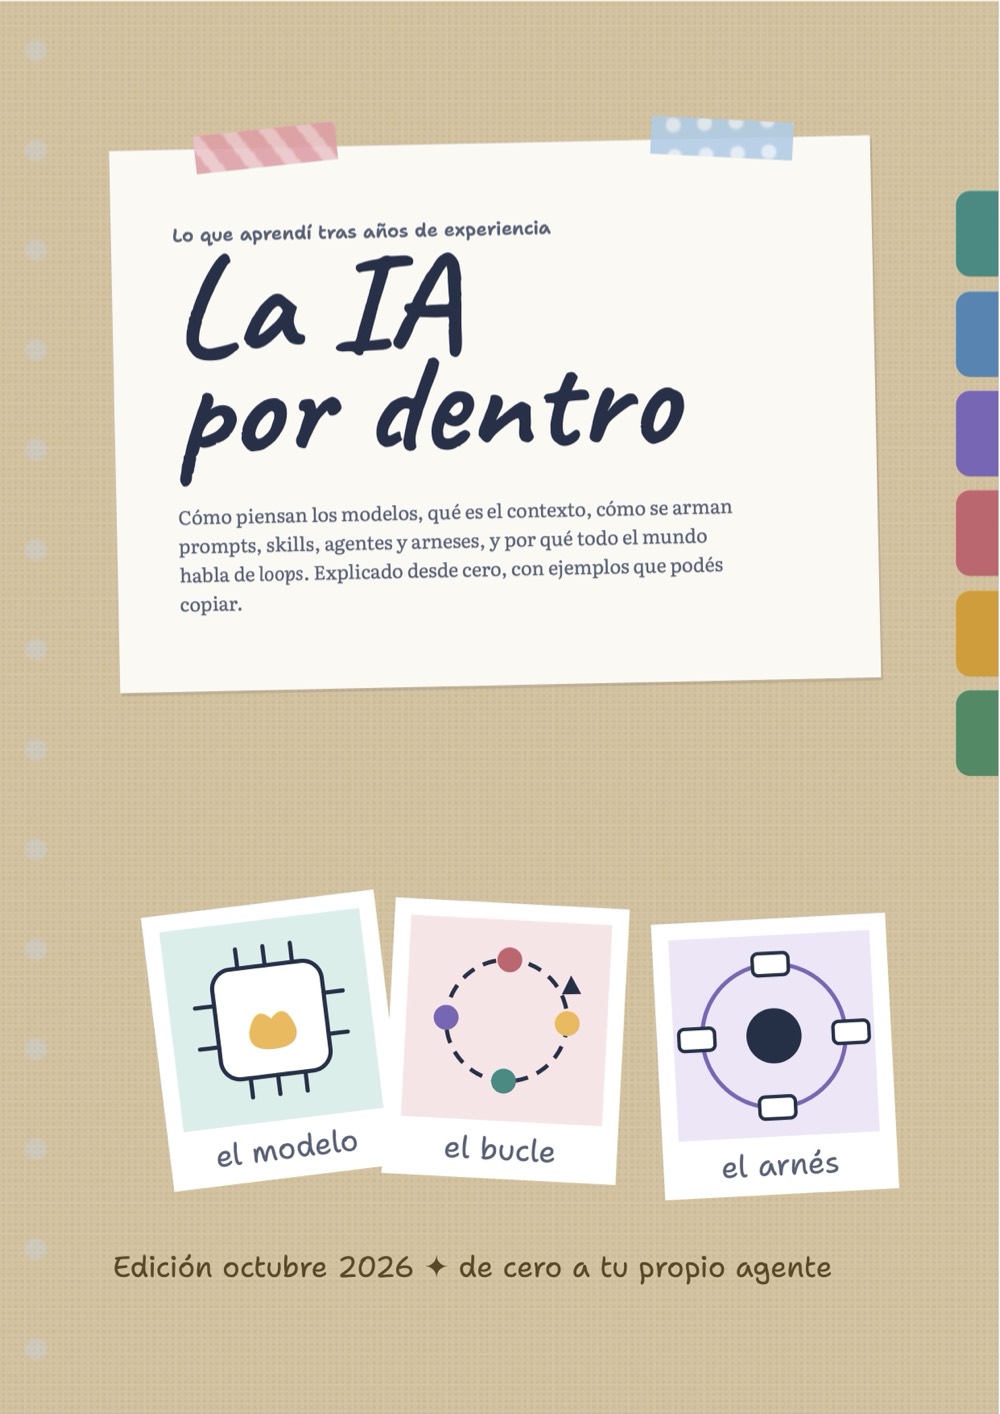 Lo que aprendí tras años de experiencia
La IA
por dentro
Cómo piensan los modelos, qué es el contexto, cómo se arman
prompts, skills, agentes y arneses, y por qué todo el mundo
habla de loops. Explicado desde cero, con ejemplos que podés
copiar.
el modelo
el bucle
el arnés
Edición octubre 2026 ✦ de cero a tu propio agente